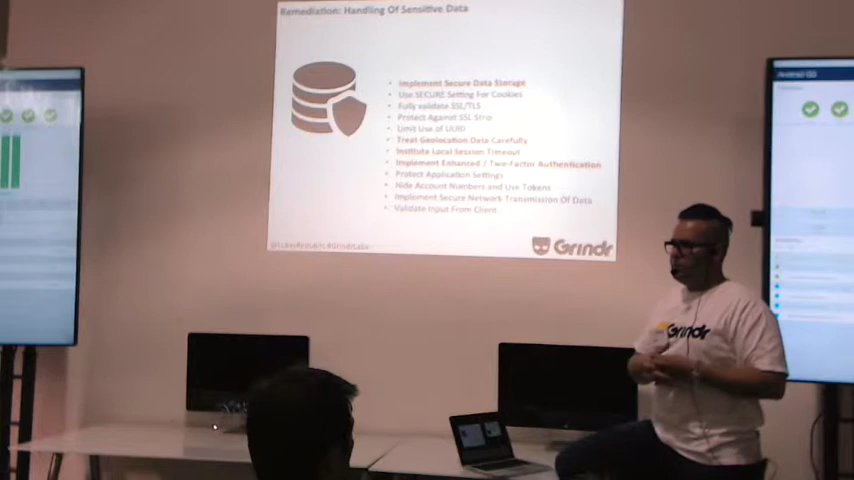 Remediation: Handling Of Sensitive Data
Implement Secure Data Storage
Use SECURE Setting For Cookies
Fully validate SSL/TLS
Protect Against SSL Strip
Limit Use of UUID
Treat Geolocation Data Carefully
Institute Local Session Timeout
Implement Enhanced / Two-Factor Authentication
Protect Application Settings
Hide Account Numbers and Use Tokens
Implement Secure Network Transmission Of Data
Validate Input From Client
Grindr
Grindr